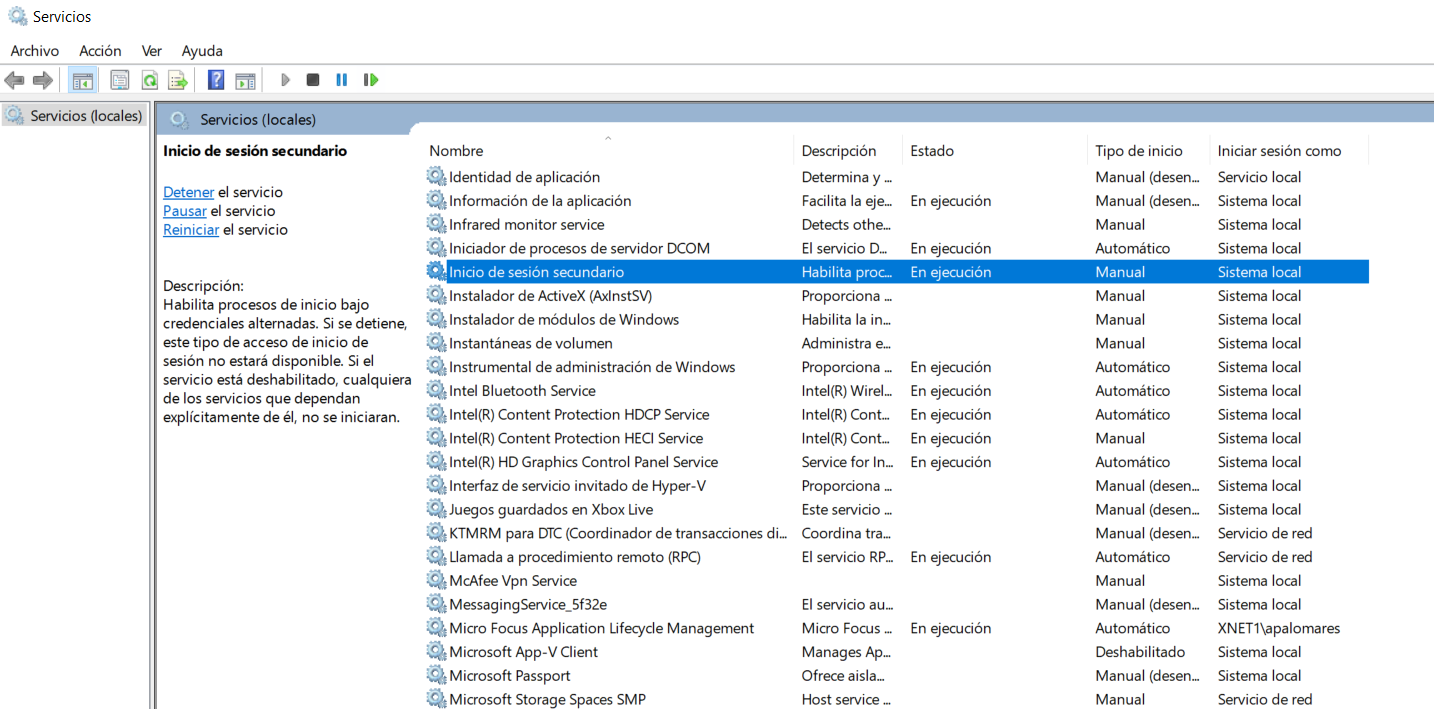 Servicios
Archivo Acción Ver Ayuda
Servicios (locales)
Servicios (locales)
Inicio de sesión secundario
Detener el servicio
Pausar el servicio
Reiniciar el servicio
Descripción:
Habilita procesos de inicio bajo
credenciales alternadas. Si se detiene,
este tipo de acceso de inicio de
sesión no estará disponible. Si el
servicio está deshabilitado, cualquiera
de los servicios que dependan
explícitamente de él, no se iniciaran.
Nombre Descripción Estado Tipo de inicio Iniciar sesión como
Identidad de aplicación Determina y ... Manual (desen... Servicio local
Información de la aplicación Facilita la eje... En ejecución Manual (desen... Sistema local
Infrared monitor service Detects othe... Manual Sistema local
Iniciador de procesos de servidor DCOM El servicio D... En ejecución Automático Sistema local
Inicio de sesión secundario Habilita proc... En ejecución Manual Sistema local
Instalador de ActiveX (AxInstSV) Proporciona ... Manual Sistema local
Instalador de módulos de Windows Habilita la in... Manual Sistema local
Instantáneas de volumen Administra e... Manual Sistema local
Instrumental de administración de Windows Proporciona ... En ejecución Automático Sistema local
Intel Bluetooth Service Intel(R) Wirel... En ejecución Automático Sistema local
Intel(R) Content Protection HDCP Service Intel(R) Cont... En ejecución Automático Sistema local
Intel(R) Content Protection HECI Service Intel(R) Cont... En ejecución Manual Sistema local
Intel(R) HD Graphics Control Panel Service Service for In... En ejecución Automático Sistema local
Interfaz de servicio invitado de Hyper-V Proporciona ... Manual (desen... Sistema local
Juegos guardados en Xbox Live Este servicio ... Manual (desen... Sistema local
KTMRM para DTC (Coordinador de transacciones di... Coordina tra... Manual (desen... Servicio de red
Llamada a procedimiento remoto (RPC) El servicio RP... En ejecución Automático Servicio de red
McAfee Vpn Service Manual Sistema local
MessagingService_5f32e El servicio au... Manual (desen... Sistema local
Micro Focus Application Lifecycle Management Micro Focus ... En ejecución Automático XNET1\apalomares
Microsoft App-V Client Manages Ap... Deshabilitado Sistema local
Microsoft Passport Ofrece aisla... Manual (desen... Sistema local
Microsoft Storage Spaces SMP Host service ... Manual Servicio de red